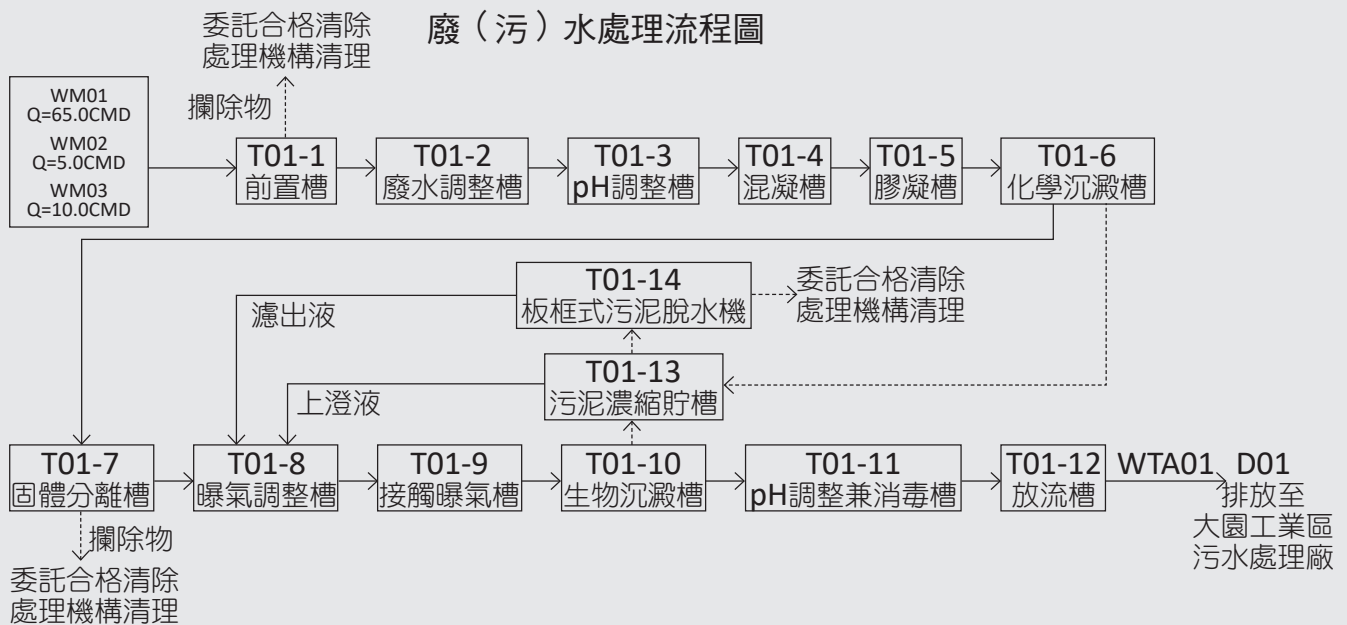 廢（污）水處理流程圖
委託合格清除
處理機構清理
攔除物
WM01
Q=65.0CMD
WM02
Q=5.0CMD
WM03
Q=10.0CMD
T01-1
前置槽
T01-2
廢水調整槽
T01-3
pH調整槽
T01-4
混凝槽
T01-5
膠凝槽
T01-6
化學沉澱槽
T01-14
板框式污泥脫水機
委託合格清除
處理機構清理
濾出液
T01-13
污泥濃縮貯槽
上澄液
T01-7
固體分離槽
T01-8
曝氣調整槽
T01-9
接觸曝氣槽
T01-10
生物沉澱槽
T01-11
pH調整兼消毒槽
T01-12
放流槽
WTA01
D01
排放至
大園工業區
污水處理廠
攔除物
委託合格清除
處理機構清理